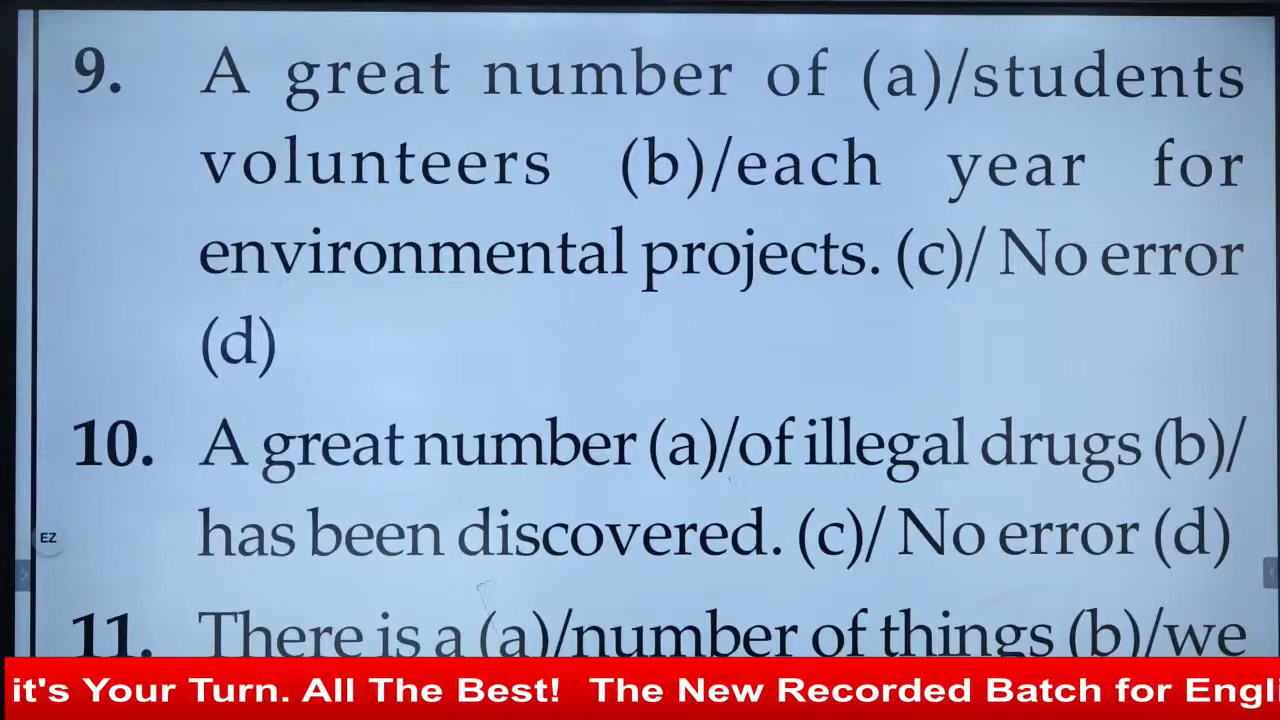 9. A great number of (a)/students
volunteers (b)/each year for
environmental projects. (c)/ No error
(d)
10. A great number (a)/of illegal drugs (b)/
has been discovered. (c)/ No error (d)
EZ
11. There is a (a)/number of things (b)/we
it's Your Turn. All The Best! The New Recorded Batch for Engli